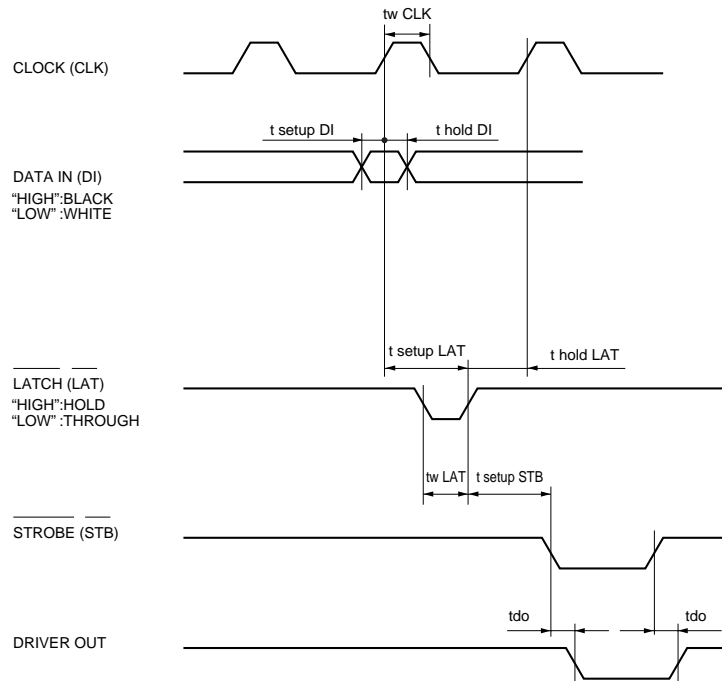 tw CLK
CLOCK (CLK)
t setup DI
t hold DI
DATA IN (DI)
“HIGH”:BLACK
“LOW” :WHITE
t setup LAT
t hold LAT
LATCH (LAT)
“HIGH”:HOLD
“LOW” :THROUGH
tw LAT
t setup STB
STROBE (STB)
tdo
tdo
DRIVER OUT